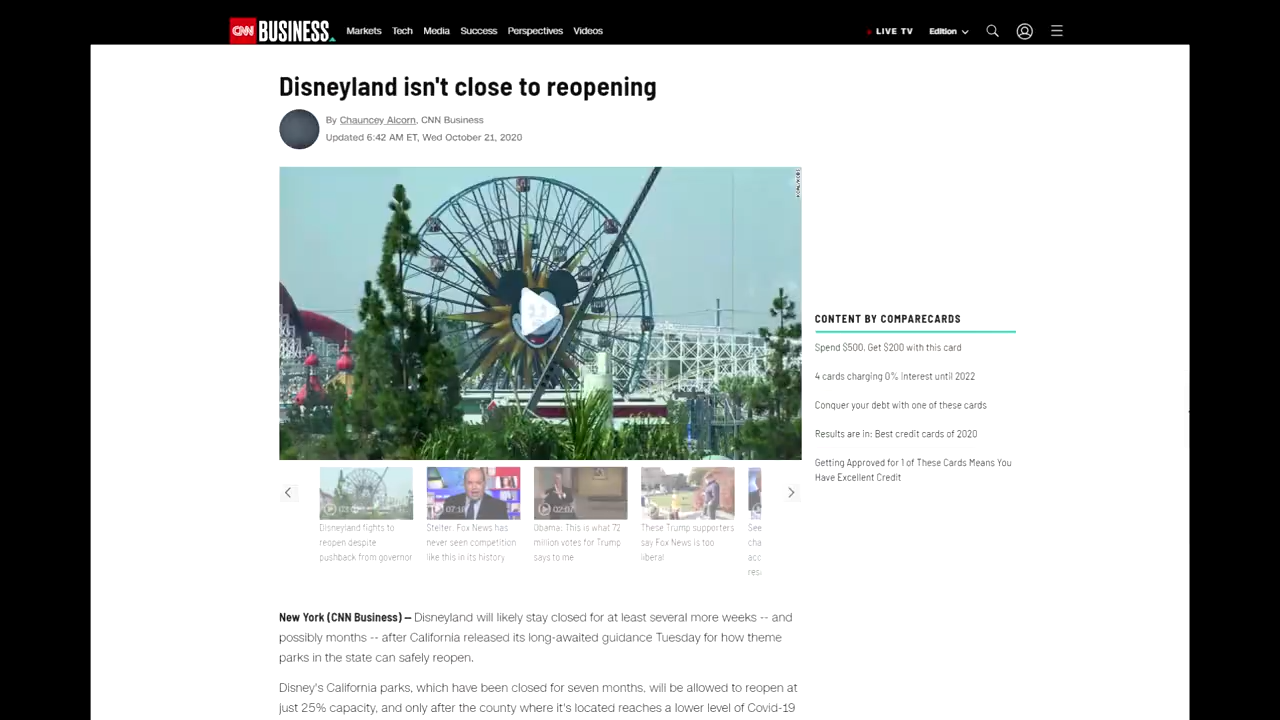 CNN BUSINESS Markets Tech Media Success Perspectives Videos LIVE TV Edition
Disneyland isn't close to reopening
By Chauncey Alcorn, CNN Business
Updated 6:42 AM ET, Wed October 21, 2020
CONTENT BY COMPARECARDS
Spend $500, Get $200 with this card
4 cards charging 0% Interest until 2022
Conquer your debt with one of these cards
Results are in: Best credit cards of 2020
Getting Approved for 1 of These Cards Means You
Have Excellent Credit
Disneyland fights to
reopen despite
pushback from governor
07:18
Stelter: Fox News has
never seen competition
like this in its history
02:07
Obama: This is what 72
million votes for Trump
says to me
These Trump supporters
say Fox News is too
liberal
See
cha
acc
res
New York (CNN Business) — Disneyland will likely stay closed for at least several more weeks -- and
possibly months -- after California released its long-awaited guidance Tuesday for how theme
parks in the state can safely reopen.
Disney's California parks, which have been closed for seven months, will be allowed to reopen at
just 25% capacity, and only after the county where it's located reaches a lower level of Covid-19